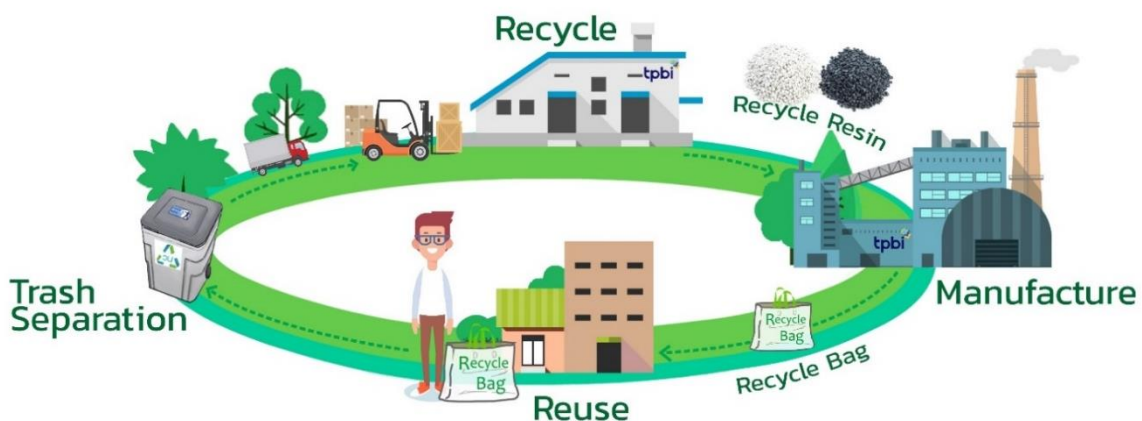 Recycle
tpbi
Recycle Resin
tpbi
Manufacture
Recycle
Bag
Recycle Bag
Recycle
Bag
Reuse
Trash
Separation